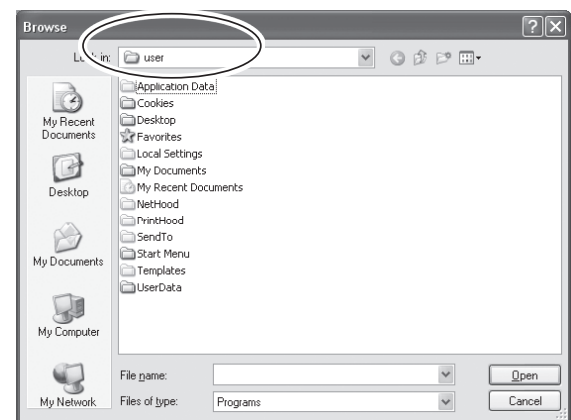 Browse
Look in: user
My Recent
Documents
Desktop
My Documents
My Computer
My Network
Application Data
Cookies
Desktop
Favorites
Local Settings
My Documents
My Recent Documents
NetHood
PrintHood
SendTo
Start Menu
Templates
UserData
File name:
Open
Files of type: Programs
Cancel